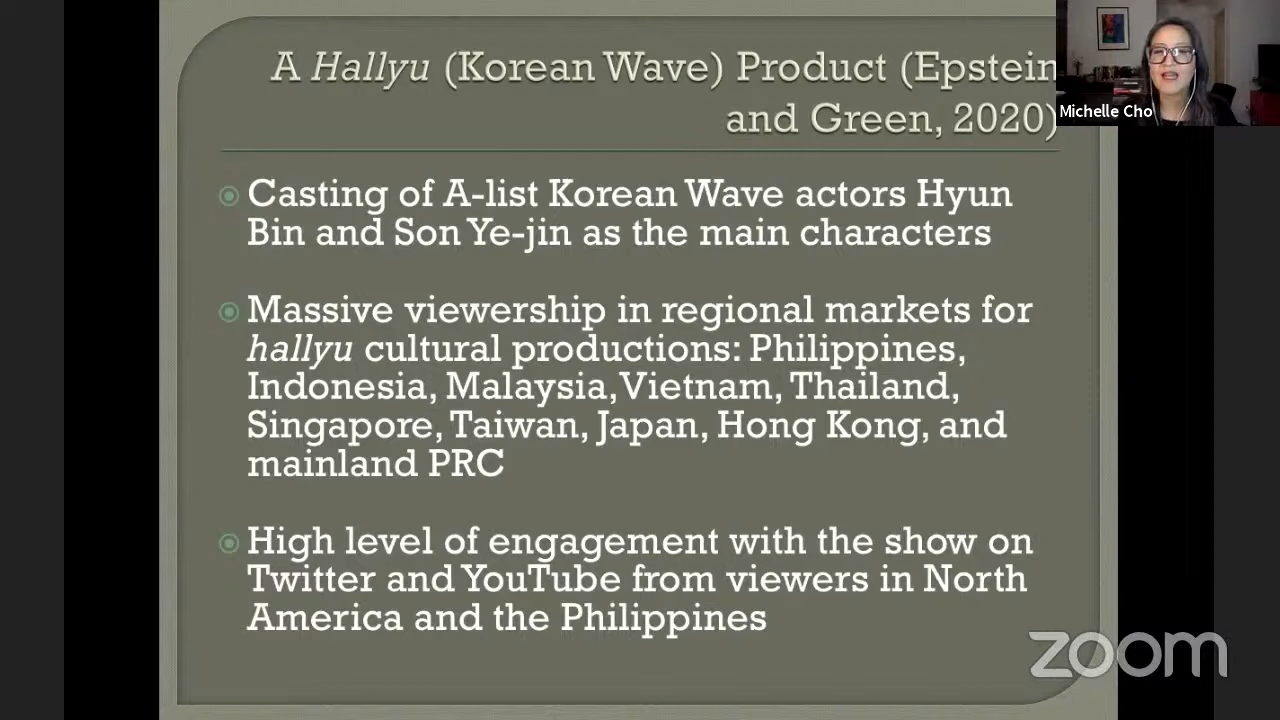 A Hallyu (Korean Wave) Product (Epstein
and Green, 2020)
Michelle Cho
Casting of A-list Korean Wave actors Hyun
Bin and Son Ye-jin as the main characters
Massive viewership in regional markets for
hallyu cultural productions: Philippines,
Indonesia, Malaysia, Vietnam, Thailand,
Singapore, Taiwan, Japan, Hong Kong, and
mainland PRC
High level of engagement with the show on
Twitter and YouTube from viewers in North
America and the Philippines
zoom